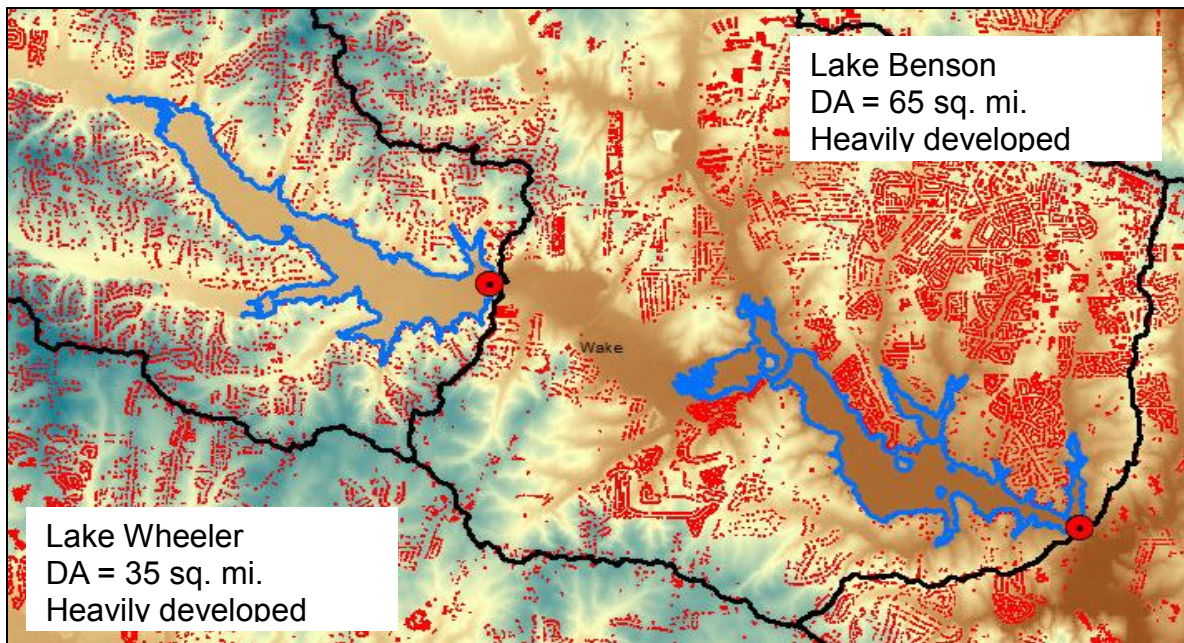 Lake Benson
DA = 65 sq. mi.
Heavily developed
Wake
Lake Wheeler
DA = 35 sq. mi.
Heavily developed